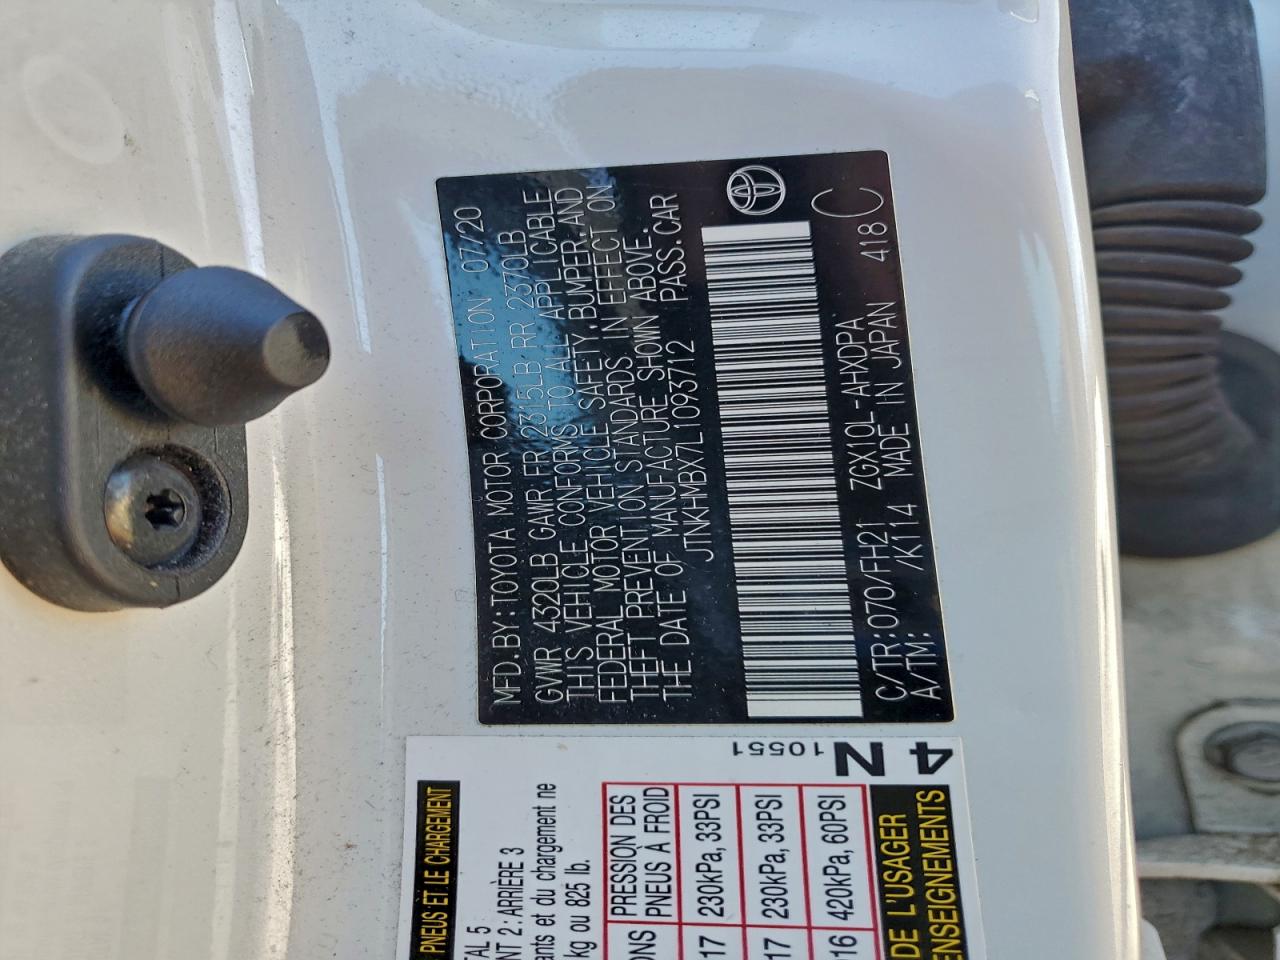 MFD.BY:TOYOTA MOTOR CORPORATION 07/20
GVWR 4320LB GAWR FR 2315LB RR 2370LB
THIS VEHICLE CONFORMS TO ALL APPLICABLE
FEDERAL MOTOR VEHICLE SAFETY,BUMPER,AND
THEFT PREVENTION STANDARDS IN EFFECT ON
THE DATE OF MANUFACTURE SHOWN ABOVE.
JTNKHMBX7L1093712 PASS.CAR
C/TR:070/FH21 ZGX10L-AHXDPA C
A/TM: /K114 MADE IN JAPAN 418
PNEUS ET LE CHARGEMENT
TAL 5
NT 2: ARRIÈRE 3
ants et du chargement ne
kg ou 825 lb.
ONS PRESSION DES PNEUS À FROID
17 230kPa, 33PSI
17 230kPa, 33PSI
16 420kPa, 60PSI
DE L'USAGER
ENSEIGNEMENTS
10551
4N